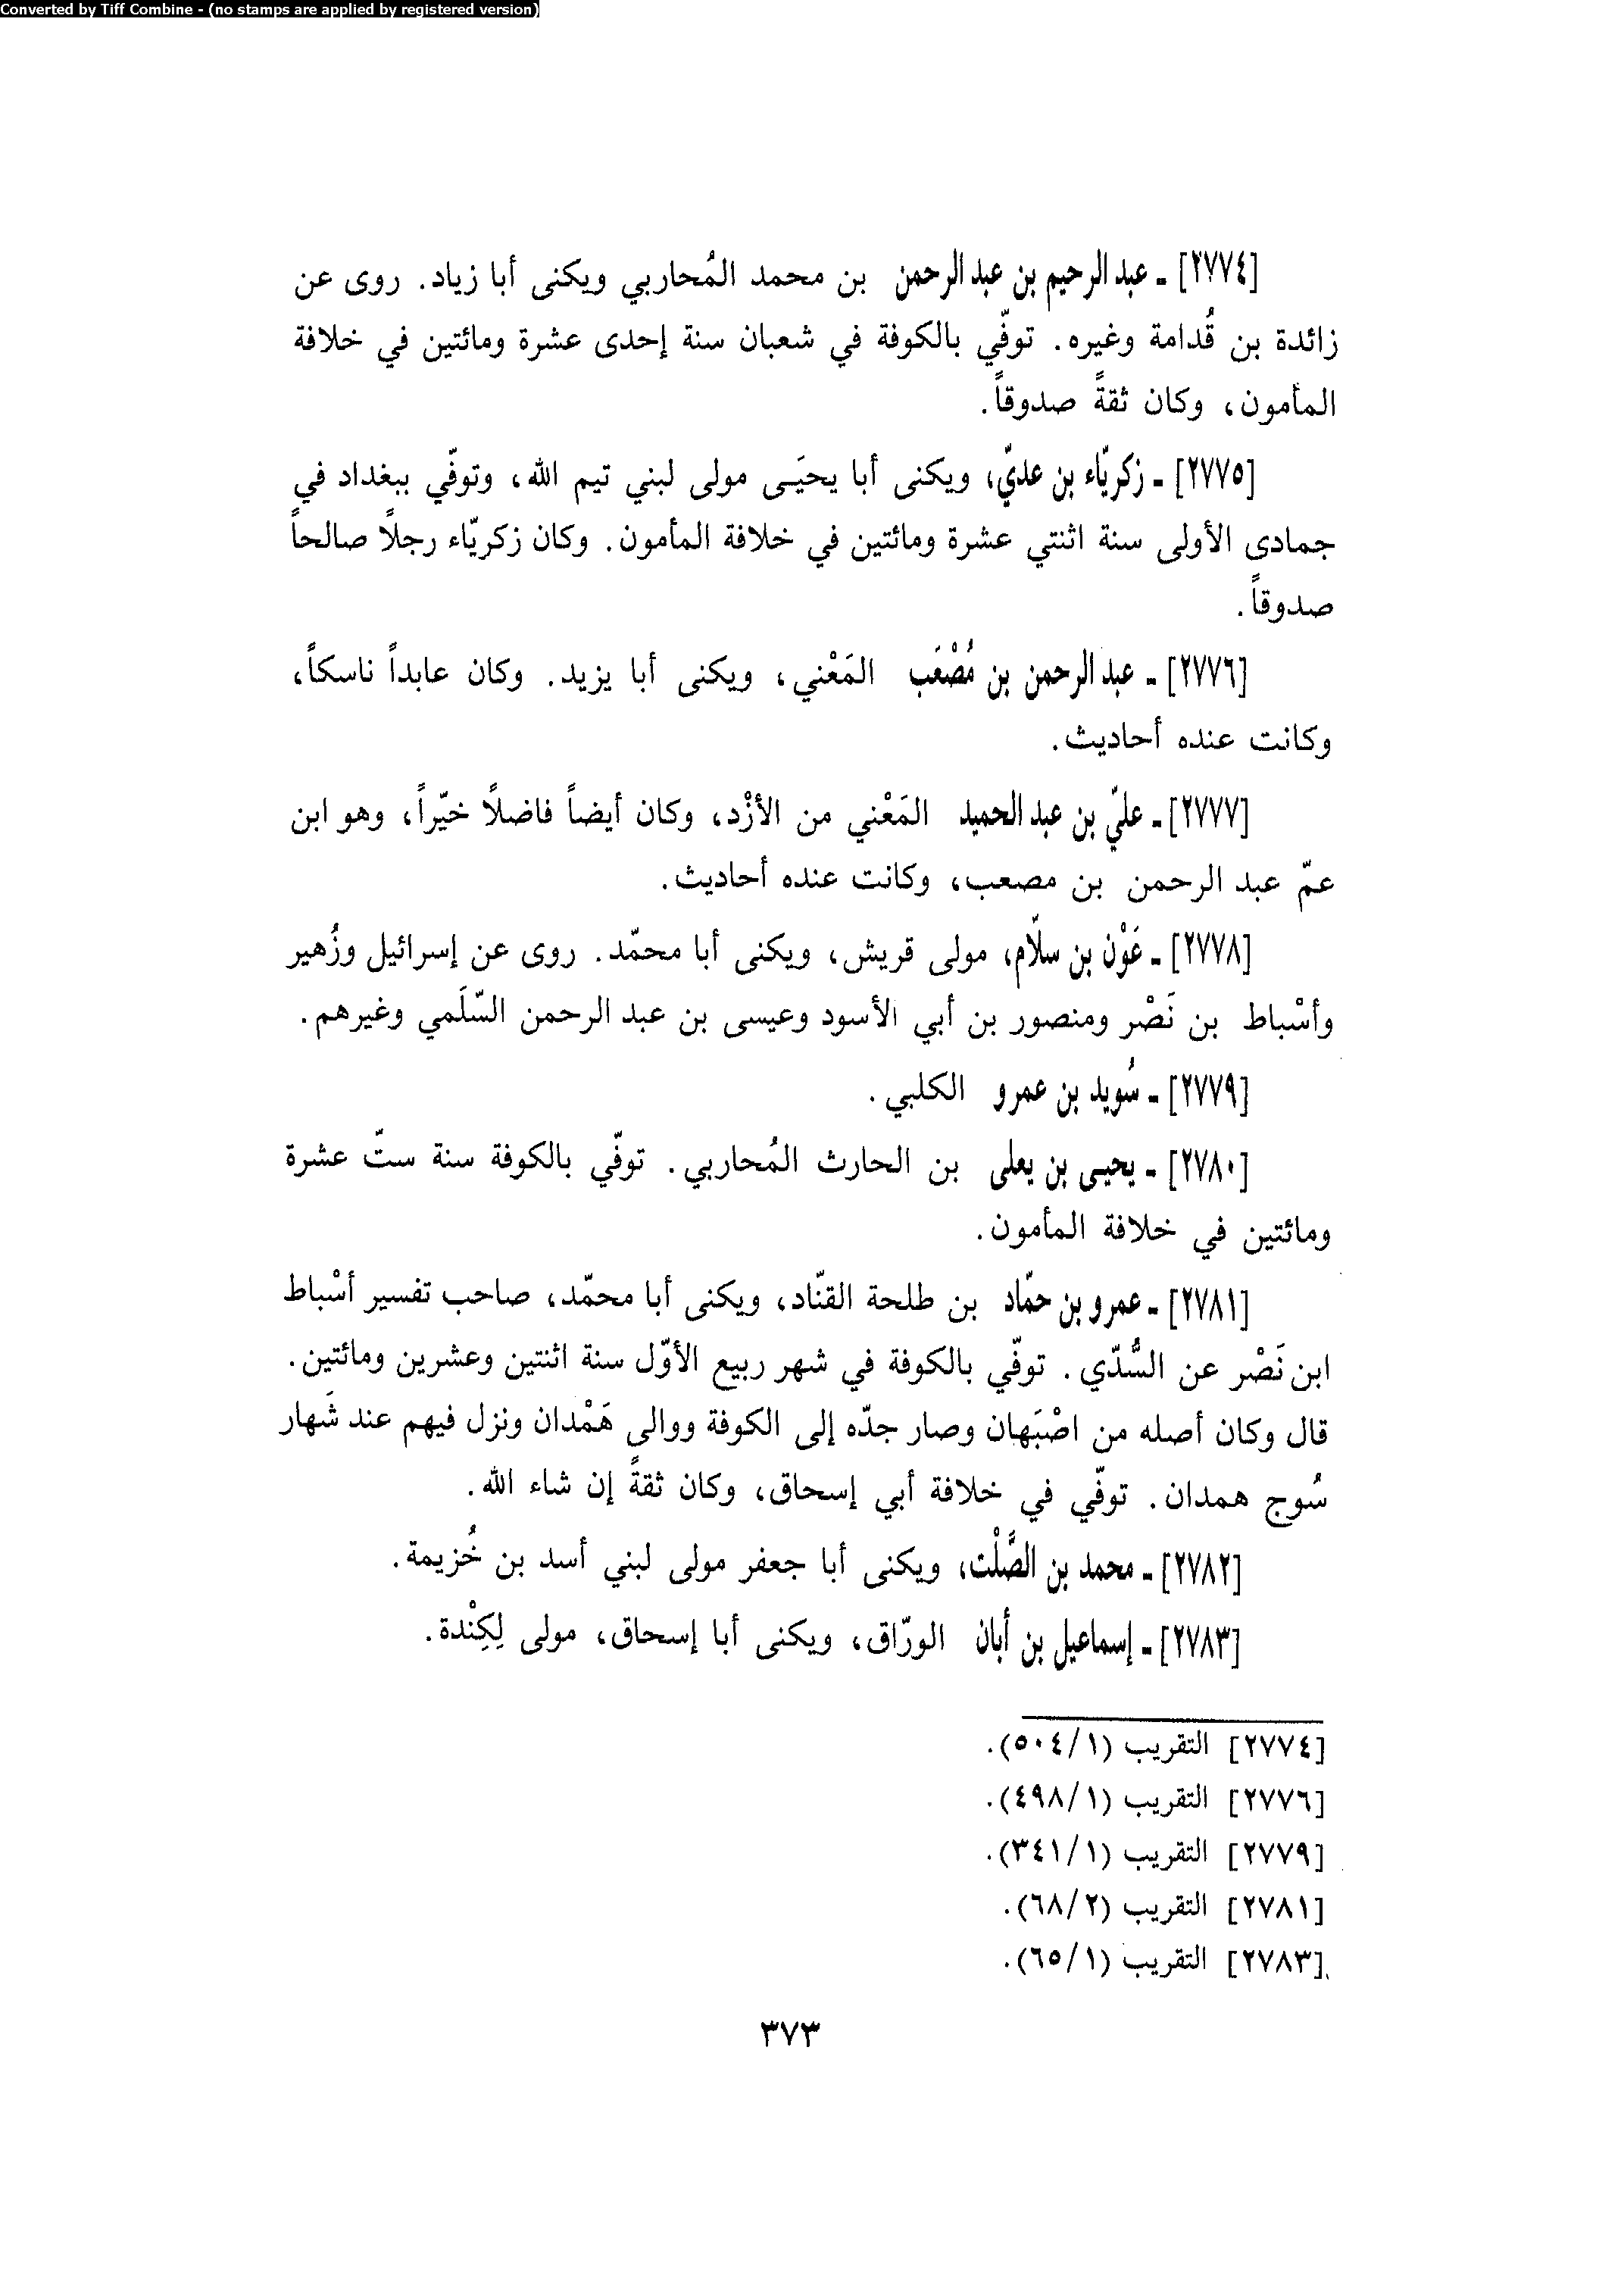 Converted by Tiff Combine - (no stamps are applied by registered version)
[٢٧٧٤] ـ عبد الرحيم بن عبد الرحمن بن محمد المُحاربي ويكنى أبا زياد. روى عن
زائدة بن قُدامة وغيره. توفّي بالكوفة في شعبان سنة إحدى عشرة ومائتين في خلافة
المأمون، وكان ثقةً صدوقاً.
[٢٧٧٥] ـ زكريّاء بن عديّ، ويكنى أبا يحيَـى مولى لبني تيم الله، وتوفّي ببغداد في
جمادى الأولى سنة اثنتي عشرة ومائتين في خلافة المأمون. وكان زكريّاء رجلاً صالحاً
صدوقاً.
[٢٧٧٦] ـ عبد الرحمن بن مُصْعَب المَعْني، ويكنى أبا يزيد. وكان عابداً ناسكاً،
وكانت عنده أحاديث.
[٢٧٧٧] ـ عليّ بن عبد الحميد المَعْني من الأزْد، وكان أيضاً فاضلاً خيّراً، وهو ابن
عمّ عبد الرحمن بن مصعب، وكانت عنده أحاديث.
[٢٧٧٨] ـ عَوْن بن سلّام، مولى قريش، ويكنى أبا محمّد. روى عن إسرائيل وزُهير
وأسْباط بن نَصْر ومنصور بن أبي الأسود وعيسى بن عبد الرحمن السّلَمي وغيرهم.
[٢٧٧٩] ـ سُويد بن عمرو الكلبي.
[٢٧٨٠] ـ يحيـى بن يعلى بن الحارث المُحاربي. توفّي بالكوفة سنة ستّ عشرة
ومائتين في خلافة المأمون.
[٢٧٨١] ـ عمرو بن حمّاد بن طلحة القنّاد، ويكنى أبا محمّد، صاحب تفسير أسْباط
ابن نَصْر عن السُّدّي. توفّي بالكوفة في شهر ربيع الأوّل سنة اثنتين وعشرين ومائتين.
قال وكان أصله من اصْبَهان وصار جدّه إلى الكوفة ووالى هَمْدان ونزل فيهم عند شَهار
سُوج همدان. توفّي في خلافة أبي إسحاق، وكان ثقةً إن شاء الله.
[٢٧٨٢] ـ محمد بن الصَّلْت، ويكنى أبا جعفر مولى لبني أسد بن خُزيمة.
[٢٧٨٣] ـ إسماعيل بن أبان الورّاق، ويكنى أبا إسحاق، مولى لِكِنْدة.
[٢٧٧٤] التقريب (١/٥٠٤).
[٢٧٧٦] التقريب (١/٤٩٨).
[٢٧٧٩] التقريب (١/٣٤١).
[٢٧٨١] التقريب (٢/٦٨).
[٢٧٨٣] التقريب (١/٦٥).
٣٧٣